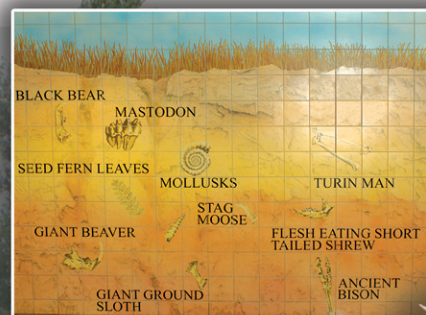 BLACK BEAR
MASTODON
SEED FERN LEAVES
MOLLUSKS
TURIN MAN
STAG
MOOSE
GIANT BEAVER
FLESH EATING SHORT
TAILED SHREW
GIANT GROUND
SLOTH
ANCIENT
BISON